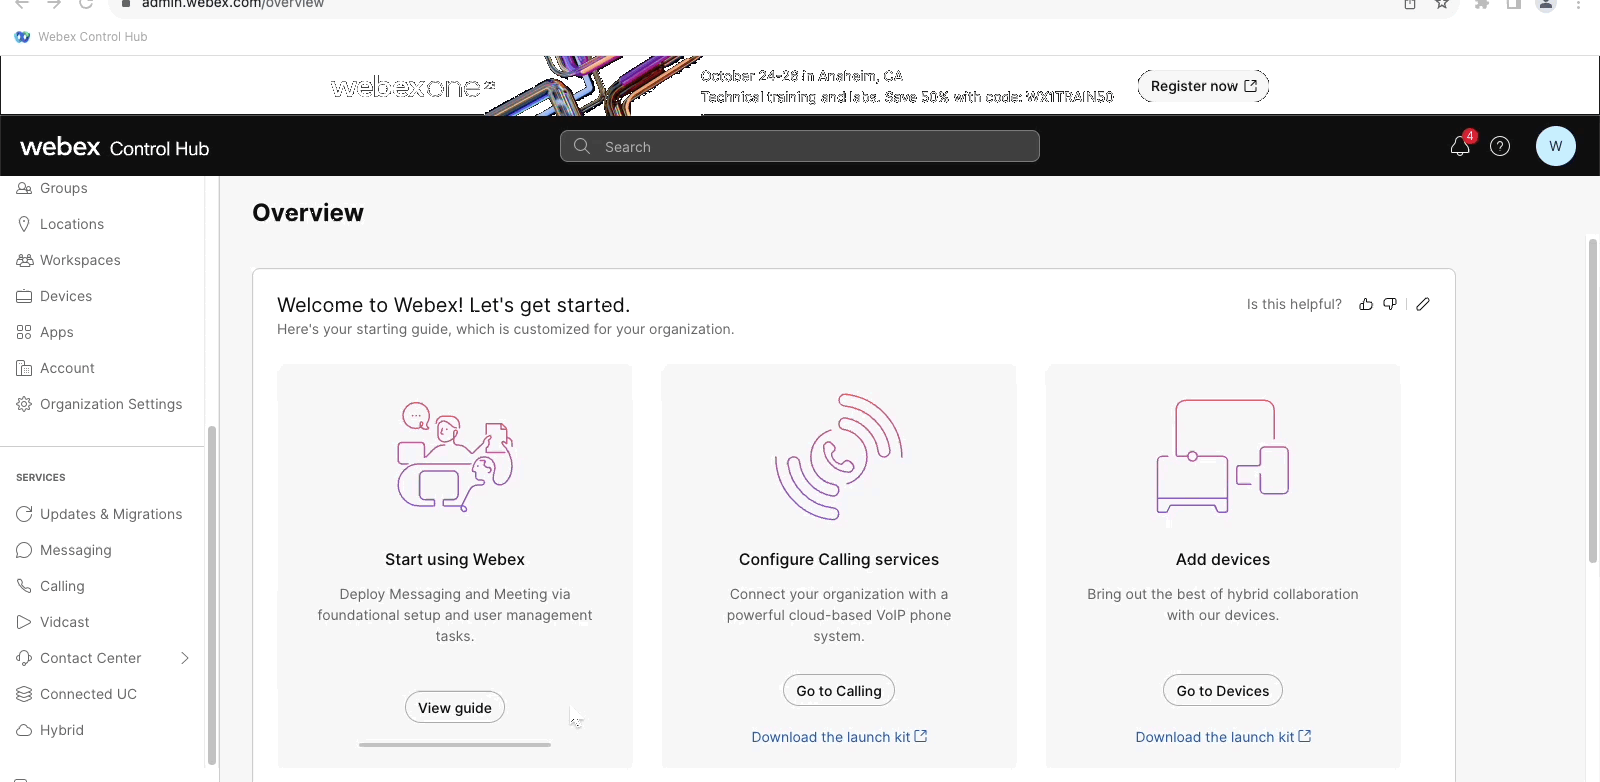 admin.webex.com/overview
Webex Control Hub
webexone
October 24-26 in Anaheim, CA
Technical training and labs. Save 50% with code: WX1TRAIN50
Register now
webex Control Hub
Search
4
W
Groups
Locations
Workspaces
Devices
Apps
Account
Organization Settings
SERVICES
Updates & Migrations
Messaging
Calling
Vidcast
Contact Center
Connected UC
Hybrid
Overview
Welcome to Webex! Let's get started.
Here's your starting guide, which is customized for your organization.
Is this helpful?
Start using Webex
Deploy Messaging and Meeting via
foundational setup and user management
tasks.
View guide
Configure Calling services
Connect your organization with a
powerful cloud-based VoIP phone
system.
Go to Calling
Download the launch kit
Add devices
Bring out the best of hybrid collaboration
with our devices.
Go to Devices
Download the launch kit